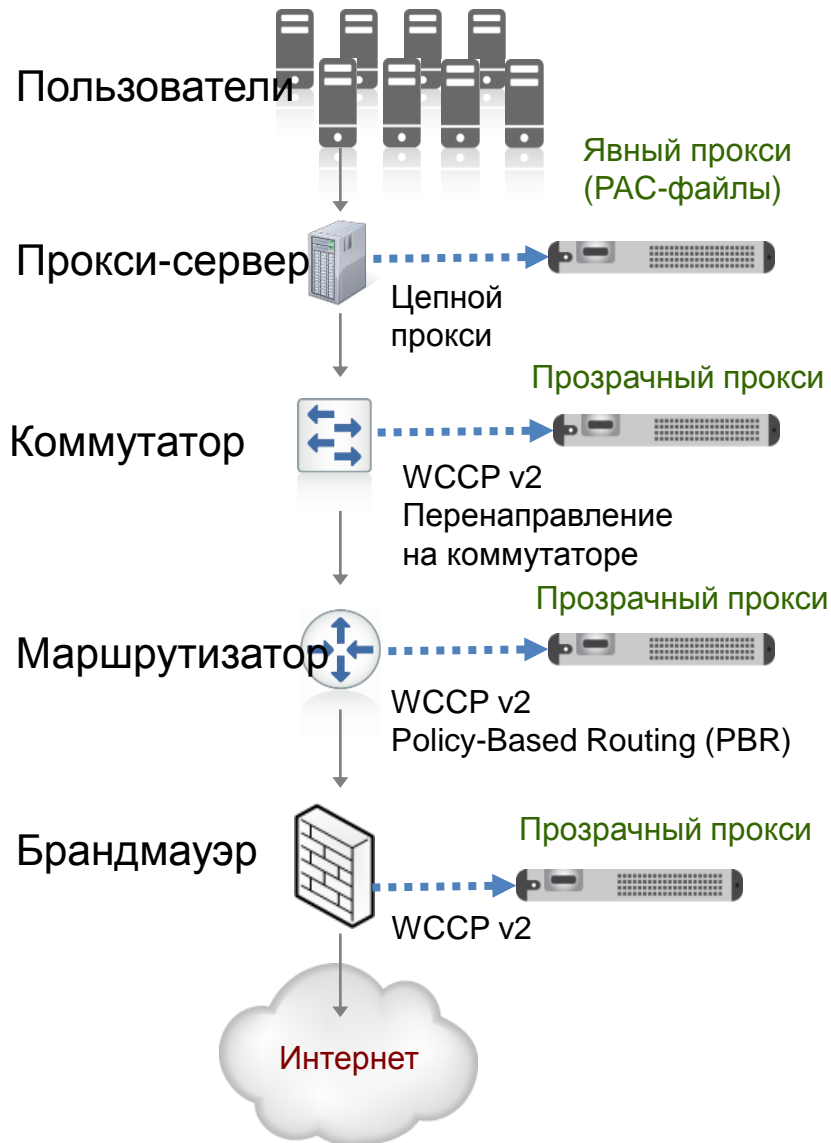 Пользователи
Явный прокси
(PAC-файлы)
Прокси-сервер
Цепной
прокси
Прозрачный прокси
Коммутатор
WCCP v2
Перенаправление
на коммутаторе
Прозрачный прокси
Маршрутизатор
WCCP v2
Policy-Based Routing (PBR)
Прозрачный прокси
Брандмауэр
WCCP v2
Интернет